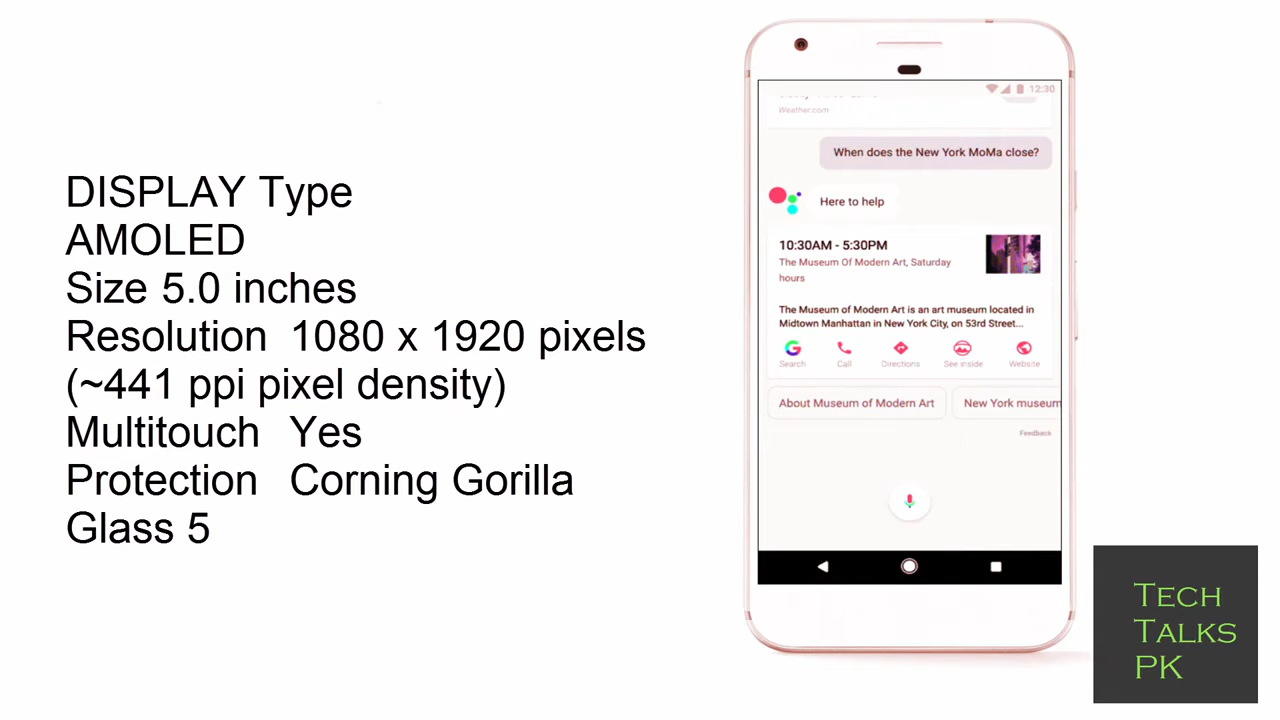 DISPLAY Type
AMOLED
Size 5.0 inches
Resolution 1080 x 1920 pixels
(~441 ppi pixel density)
Multitouch Yes
Protection Corning Gorilla
Glass 5
12:30
Weather.com
When does the New York MoMa close?
Here to help
10:30AM - 5:30PM
The Museum Of Modern Art, Saturday
hours
The Museum of Modern Art is an art museum located in
Midtown Manhattan in New York City, on 53rd Street...
Search Call Directions See inside Website
About Museum of Modern Art New York museum
Feedback
TECH
TALKS
PK